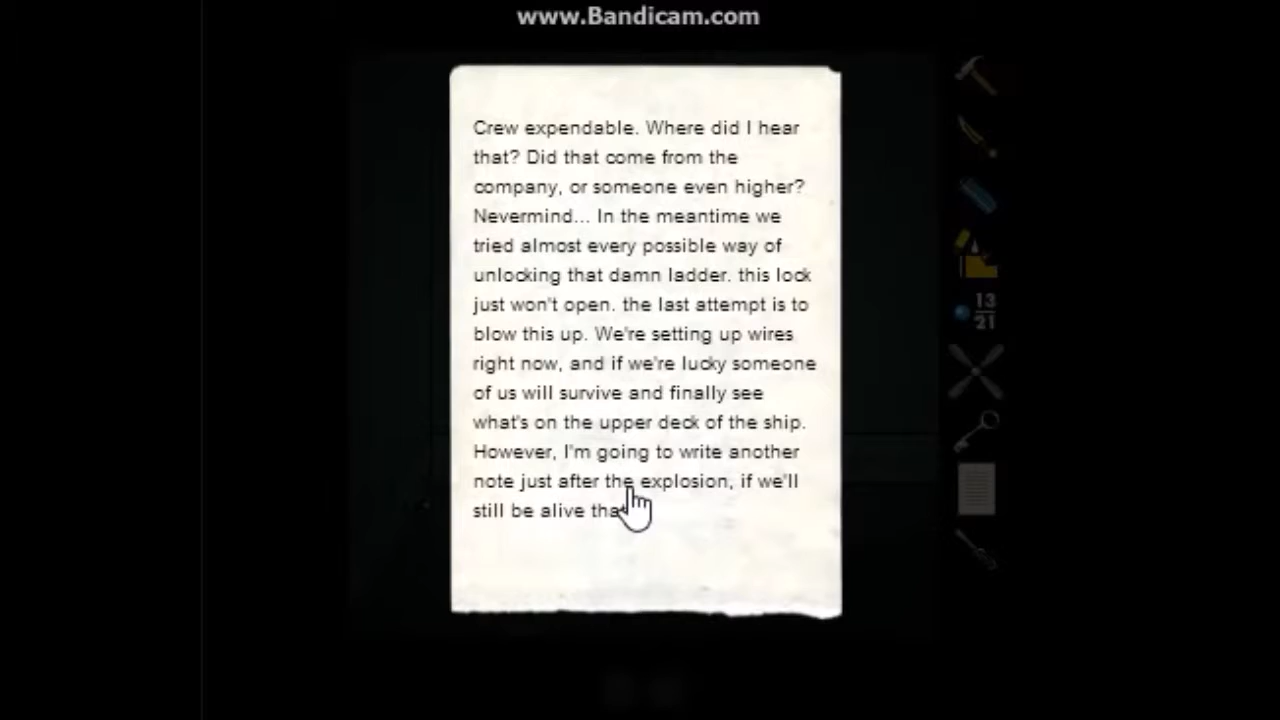 www.Bandicam.com
Crew expendable. Where did I hear
that? Did that come from the
company, or someone even higher?
Nevermind... In the meantime we
tried almost every possible way of
unlocking that damn ladder. this lock
just won't open. the last attempt is to
blow this up. We're setting up wires
right now, and if we're lucky someone
of us will survive and finally see
what's on the upper deck of the ship.
However, I'm going to write another
note just after the explosion, if we'll
still be alive
13
21